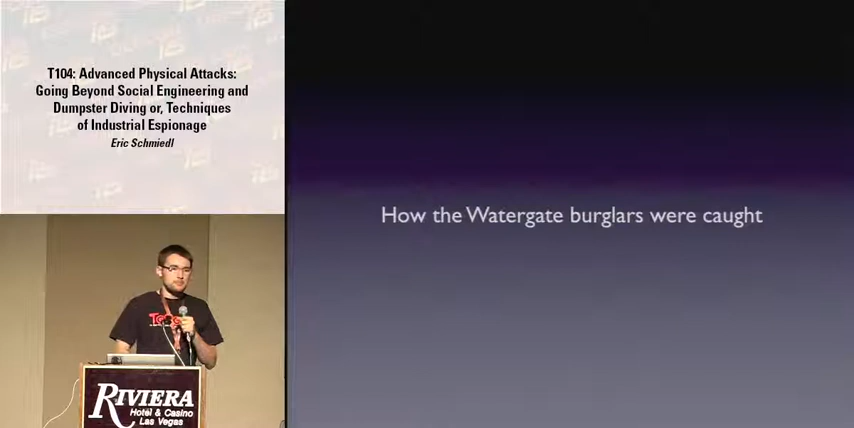 T104: Advanced Physical Attacks:
Going Beyond Social Engineering and
Dumpster Diving or, Techniques
of Industrial Espionage
Eric Schmiedl
How the Watergate burglars were caught
RIVIERA
Hotel & Casino
Las Vegas